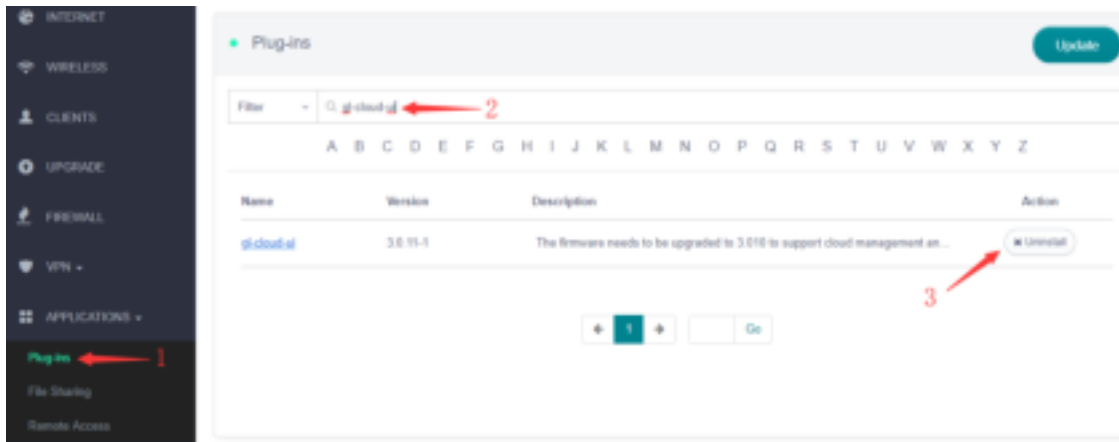 INTERNET
WIRELESS
CLIENTS
UPGRADE
FIREWALL
VPN
APPLICATIONS
Plug-ins 1
File Sharing
Remote Access
Plug-ins
Update
Filter gl-cloud-ui 2
A B C D E F G H I J K L M N O P Q R S T U V W X Y Z
Name Version Description Action
gl-cloud-ui 3.0.11-1 The firmware needs to be upgraded to 3.010 to support cloud management an... Uninstall
3
1 Go